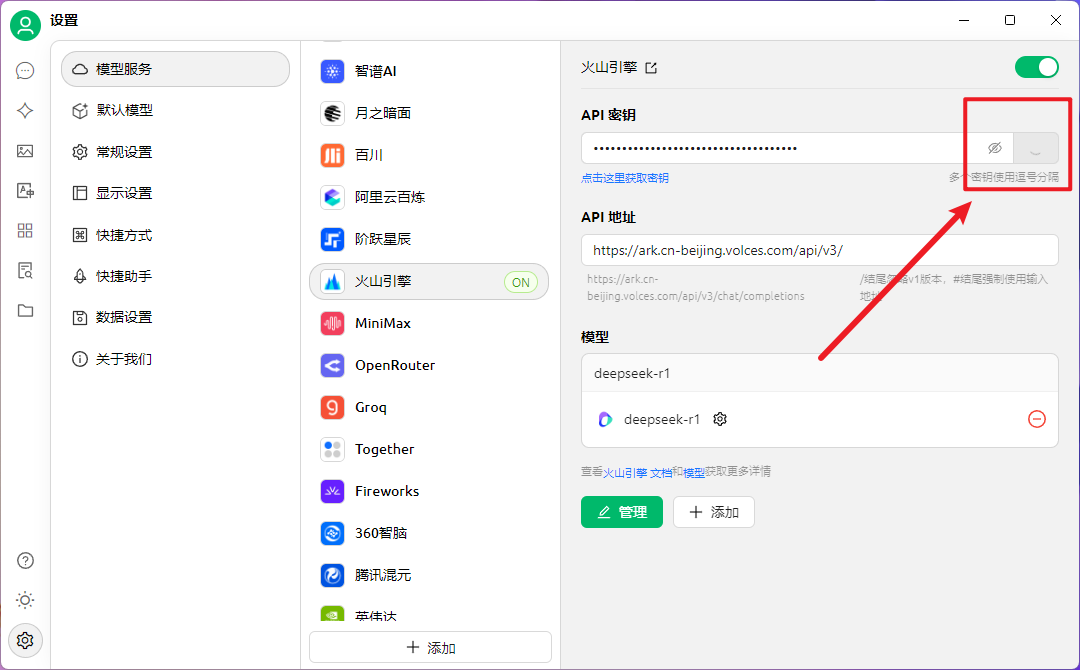 设置
模型服务
默认模型
常规设置
显示设置
快捷方式
快捷助手
数据设置
关于我们
智谱AI
月之暗面
百川
阿里云百炼
阶跃星辰
火山引擎
ON
MiniMax
OpenRouter
Groq
Together
Fireworks
360智脑
腾讯混元
英伟达
添加
火山引擎
API 密钥
••••••••••••••••••••••••••••••••••••
点击这里获取密钥
多个密钥使用逗号分隔
API 地址
https://ark.cn-beijing.volces.com/api/v3/
https://ark.cn-
beijing.volces.com/api/v3/chat/completions
/结尾忽略v1版本，#结尾强制使用输入
地址
模型
deepseek-r1
deepseek-r1
查看火山引擎 文档和模型获取更多详情
管理
添加